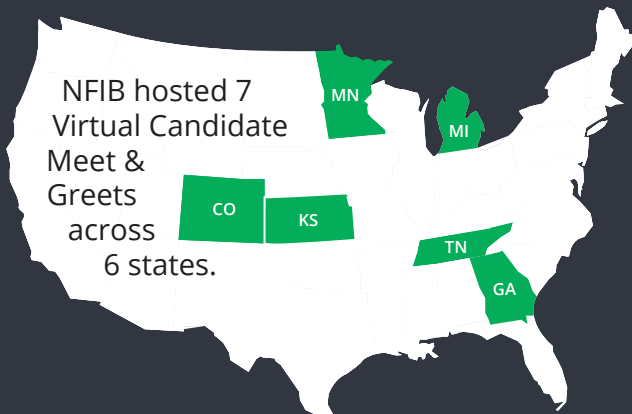 NFIB hosted 7
Virtual Candidate
Meet &
Greets
across
6 states.
MN
MI
CO
KS
TN
GA